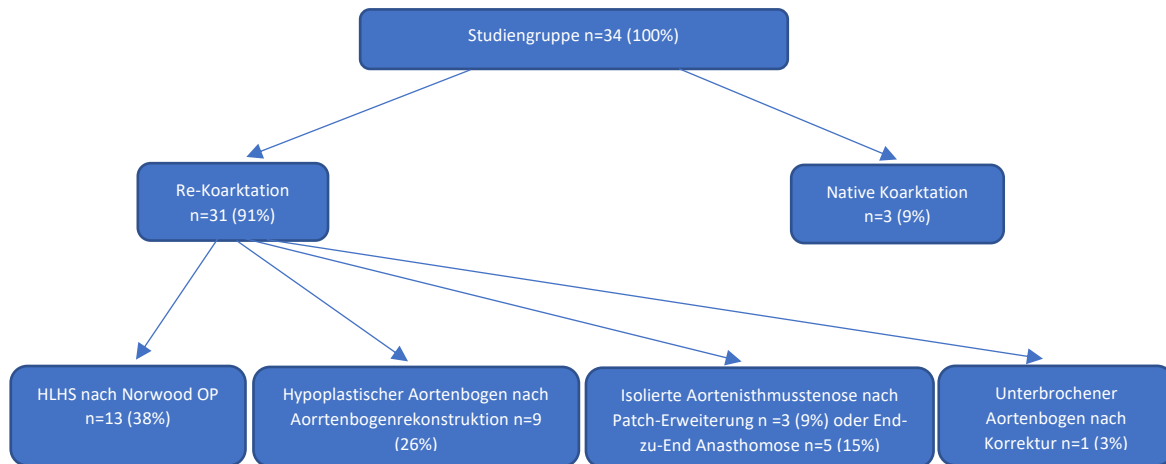 Studiengruppe n=34 (100%)
Re-Koarktation
n=31 (91%)
Native Koarktation
n=3 (9%)
HLHS nach Norwood OP
n=13 (38%)
Hypoplastischer Aortenbogen nach
Aorrtenbogenrekonstruktion n=9
(26%)
Isolierte Aortenisthmusstenose nach
Patch-Erweiterung n =3 (9%) oder End-
zu-End Anasthomose n=5 (15%)
Unterbrochener
Aortenbogen nach
Korrektur n=1 (3%)